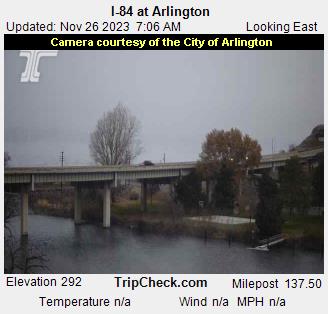 I-84 at Arlington
Updated: Nov 26 2023 7:06 AM Looking East
Camera courtesy of the City of Arlington
Elevation 292 TripCheck.com Milepost 137.50
Temperature n/a Wind n/a MPH n/a